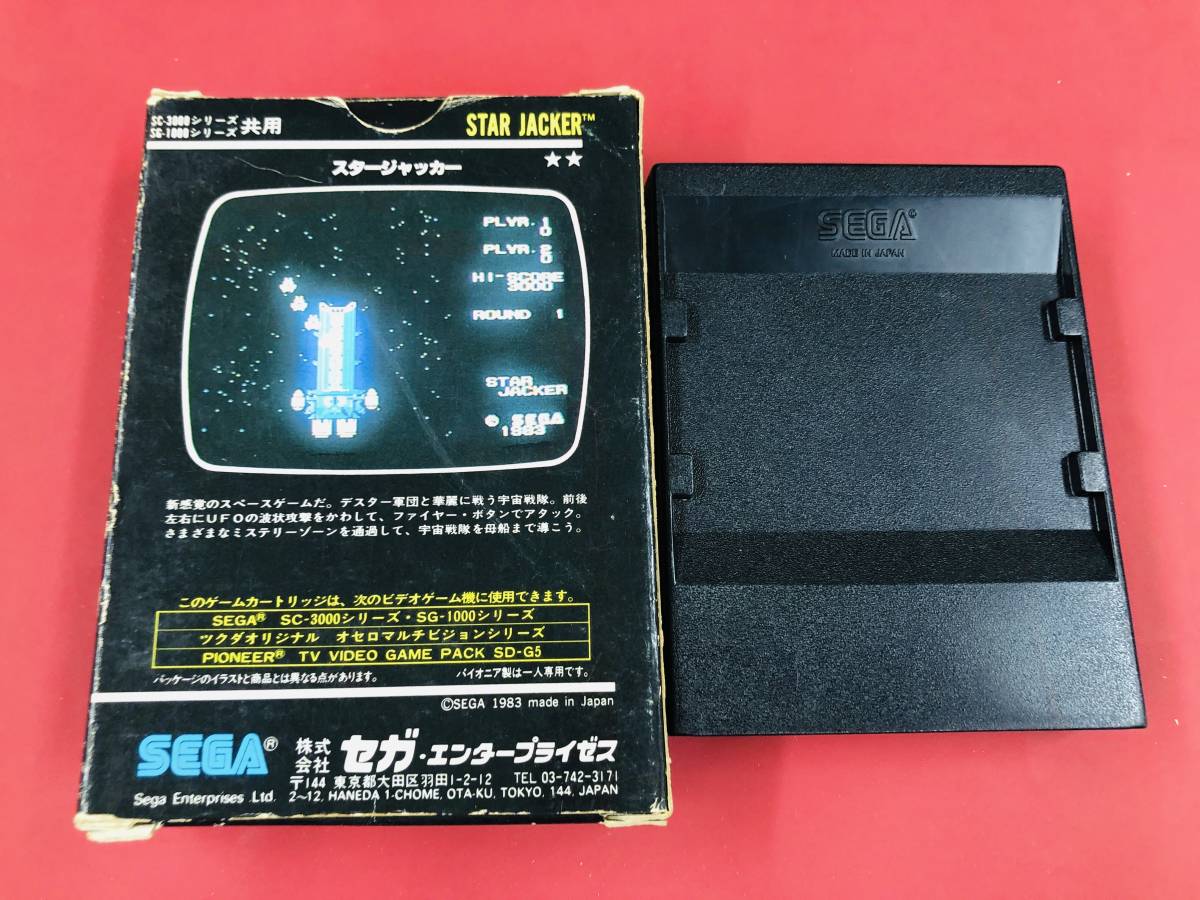 SC-3000シリーズ
SG-1000シリーズ 共用
STAR JACKER™
★★
スタージャッカー
PLYR. 1
0
PLYR. 2
0
HI-SCORE
3000
ROUND 1
STAR
JACKER
© SEGA
1983
新感覚のスペースゲームだ。デスター軍団と華麗に戦う宇宙戦隊。前後
左右にUFOの波状攻撃をかわして、ファイヤー・ボタンでアタック。
さまざまなミステリーゾーンを通過して、宇宙戦隊を母船まで導こう。
このゲームカートリッジは、次のビデオゲーム機に使用できます。
SEGA® SC-3000シリーズ・SG-1000シリーズ
ツクダオリジナル オセロマルチビジョンシリーズ
PIONEER® TV VIDEO GAME PACK SD-G5
パッケージのイラストと商品とは異なる点があります。 パイオニア製は一人専用です。
©SEGA 1983 made in Japan
SEGA® 株式会社 セガ・エンタープライゼス
〒144 東京都大田区羽田1-2-12 TEL 03-742-3171
Sega Enterprises Ltd. 2~12, HANEDA 1-CHOME, OTA-KU, TOKYO, 144, JAPAN
SEGA®
MADE IN JAPAN